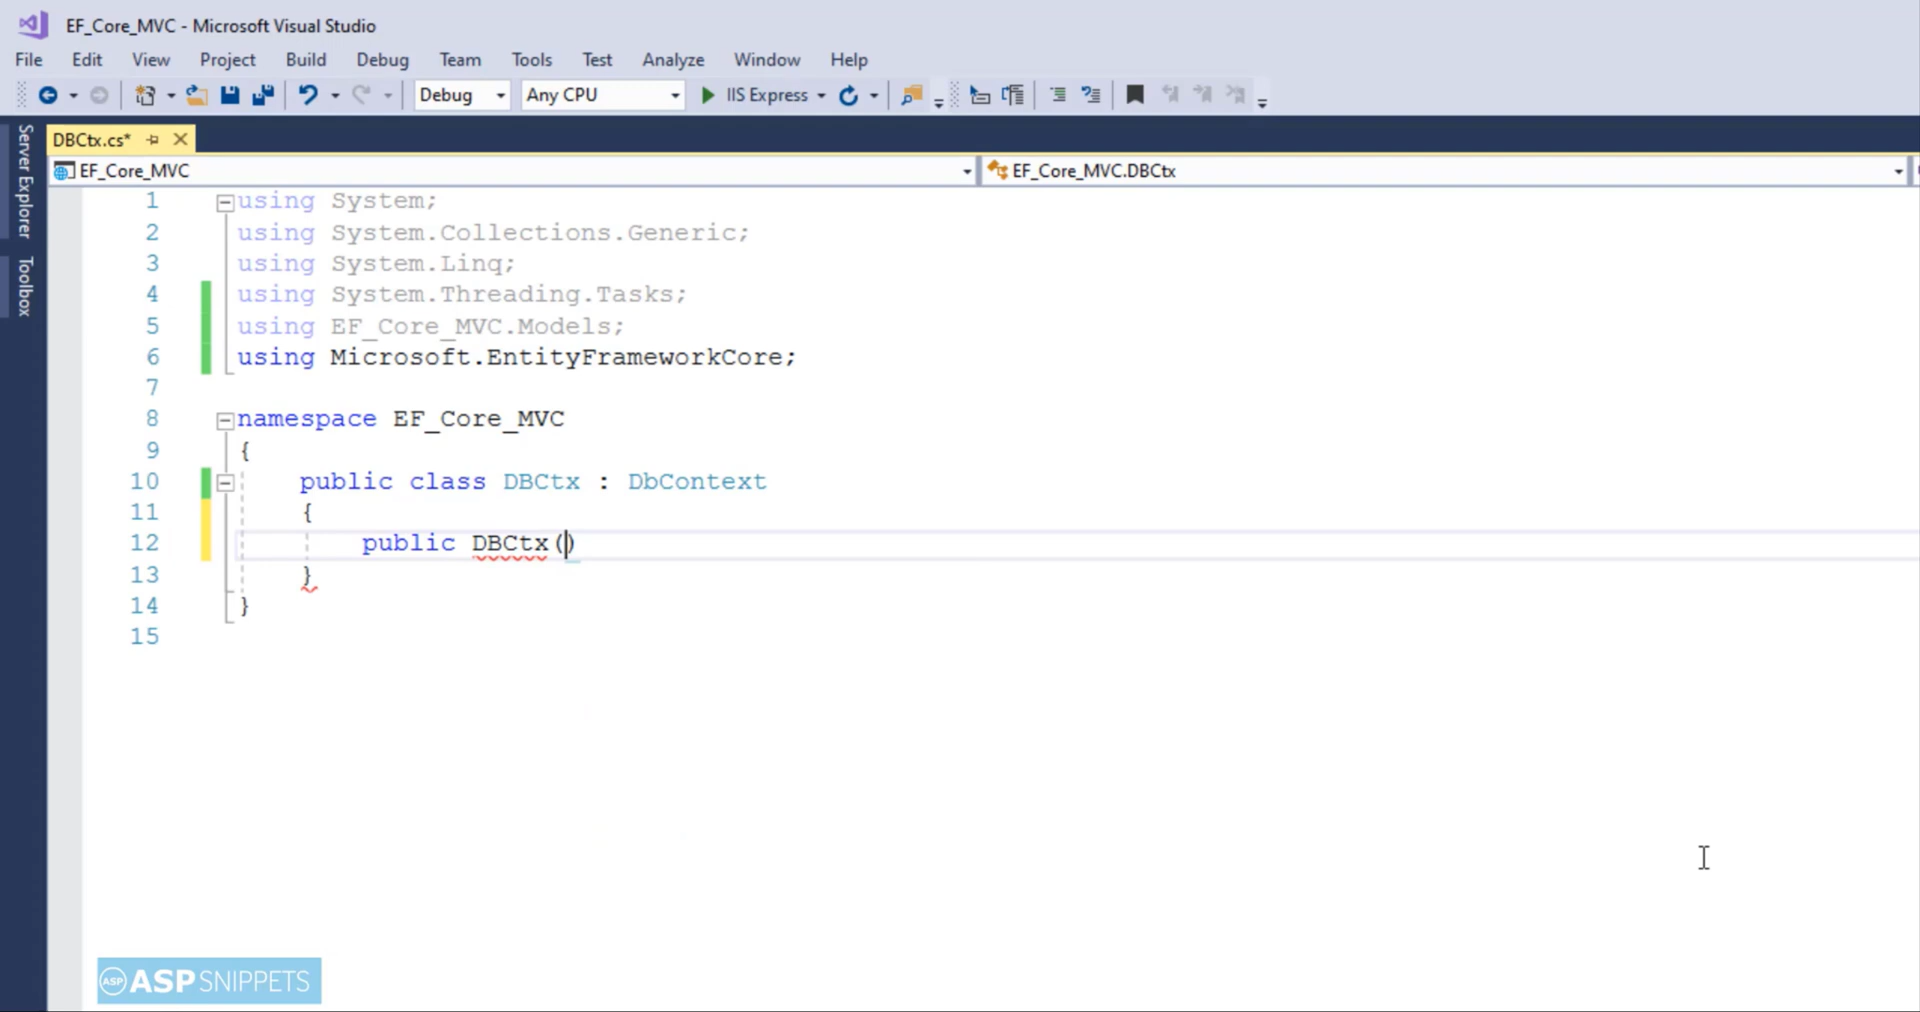 EF_Core_MVC - Microsoft Visual Studio
File Edit View Project Build Debug Team Tools Test Analyze Window Help
Debug Any CPU IIS Express
Server Explorer
Toolbox
DBCtx.cs*
EF_Core_MVC EF_Core_MVC.DBCtx
1 using System;
2 using System.Collections.Generic;
3 using System.Linq;
4 using System.Threading.Tasks;
5 using EF_Core_MVC.Models;
6 using Microsoft.EntityFrameworkCore;
7
8 namespace EF_Core_MVC
9 {
10 public class DBCtx : DbContext
11 {
12 public DBCtx()
13 }
14 }
15
ASP ASPSNIPPETS